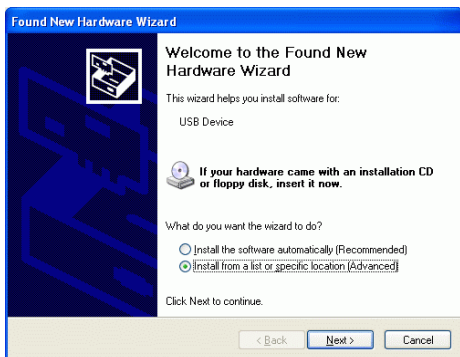 Found New Hardware Wizard
Welcome to the Found New
Hardware Wizard
This wizard helps you install software for:
USB Device
If your hardware came with an installation CD
or floppy disk, insert it now.
What do you want the wizard to do?
Install the software automatically (Recommended)
Install from a list or specific location (Advanced)
Click Next to continue.
< Back Next > Cancel